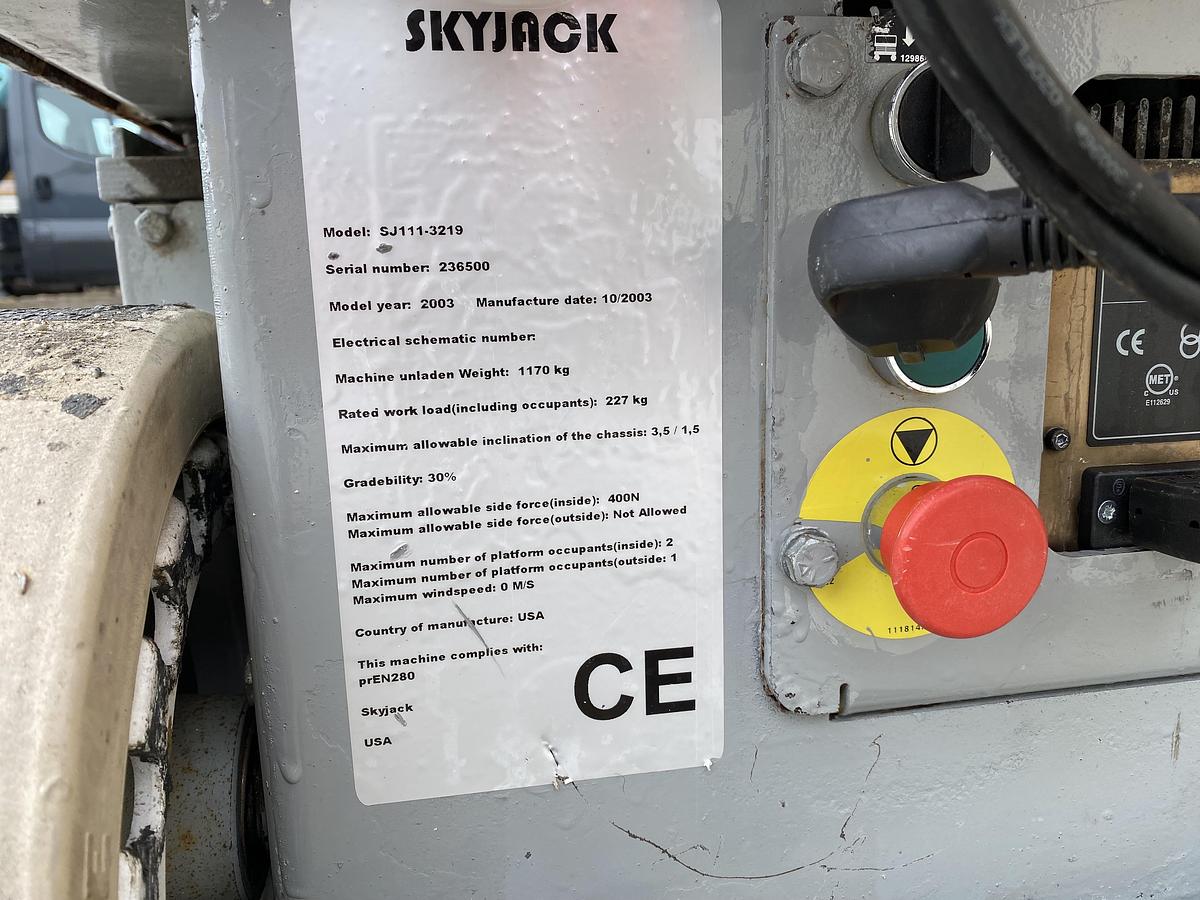 SKYJACK
Model: SJ111-3219
Serial number: 236500
Model year: 2003 Manufacture date: 10/2003
Electrical schematic number:
Machine unladen Weight: 1170 kg
Rated work load(including occupants): 227 kg
Maximum allowable inclination of the chassis: 3,5 / 1,5
Gradebility: 30%
Maximum allowable side force(inside): 400N
Maximum allowable side force(outside): Not Allowed
Maximum number of platform occupants(inside): 2
Maximum number of platform occupants(outside: 1
Maximum windspeed: 0 M/S
Country of manufacture: USA
This machine complies with:
prEN280
Skyjack
USA
CE
CE
MET®
C US
E112629